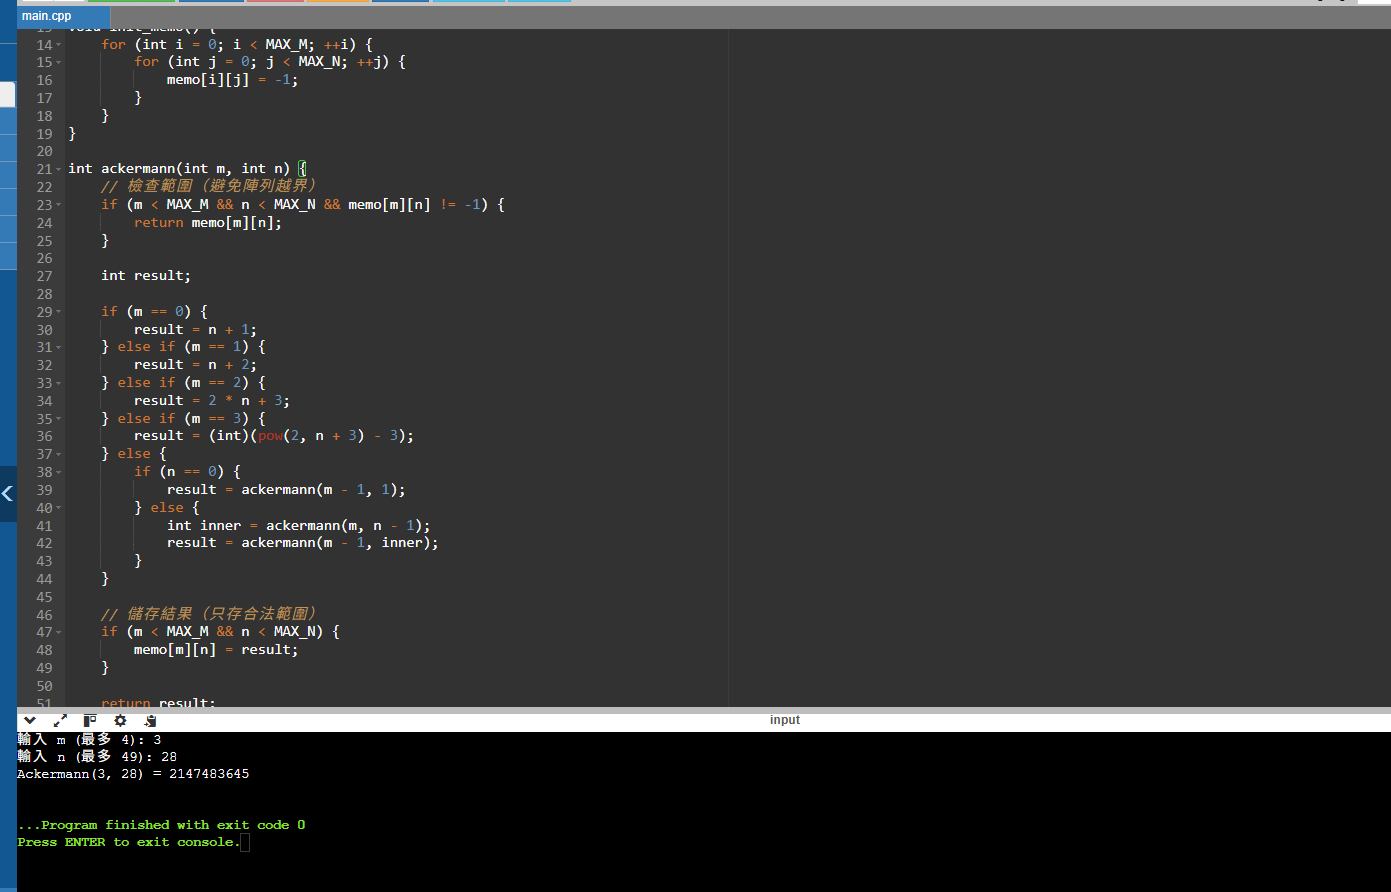 main.cpp
13 void init_memo() {
14 for (int i = 0; i < MAX_M; ++i) {
15 for (int j = 0; j < MAX_N; ++j) {
16 memo[i][j] = -1;
17 }
18 }
19 }
20
21 int ackermann(int m, int n) {
22 // 檢查範圍（避免陣列越界）
23 if (m < MAX_M && n < MAX_N && memo[m][n] != -1) {
24 return memo[m][n];
25 }
26
27 int result;
28
29 if (m == 0) {
30 result = n + 1;
31 } else if (m == 1) {
32 result = n + 2;
33 } else if (m == 2) {
34 result = 2 * n + 3;
35 } else if (m == 3) {
36 result = (int)(pow(2, n + 3) - 3);
37 } else {
38 if (n == 0) {
39 result = ackermann(m - 1, 1);
40 } else {
41 int inner = ackermann(m, n - 1);
42 result = ackermann(m - 1, inner);
43 }
44 }
45
46 // 儲存結果（只存合法範圍）
47 if (m < MAX_M && n < MAX_N) {
48 memo[m][n] = result;
49 }
50
51 return result;
input
輸入 m (最多 4): 3
輸入 n (最多 49): 28
Ackermann(3, 28) = 2147483645
...Program finished with exit code 0
Press ENTER to exit console.